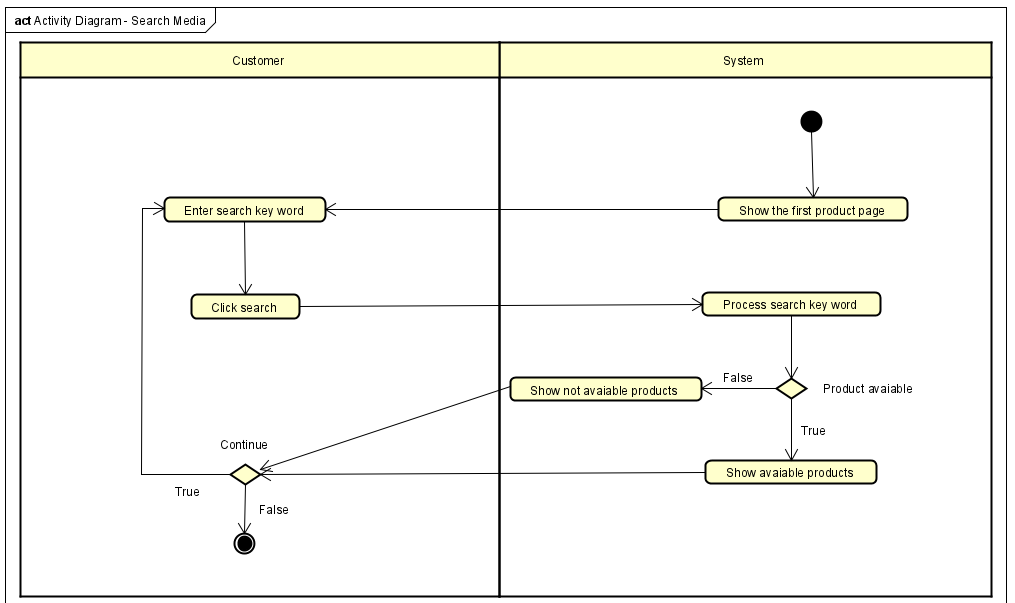 act Activity Diagram - Search Media
Customer
System
Enter search key word
Show the first product page
Click search
Process search key word
False
Show not avaiable products
Product avaiable
True
Continue
Show avaiable products
True
False